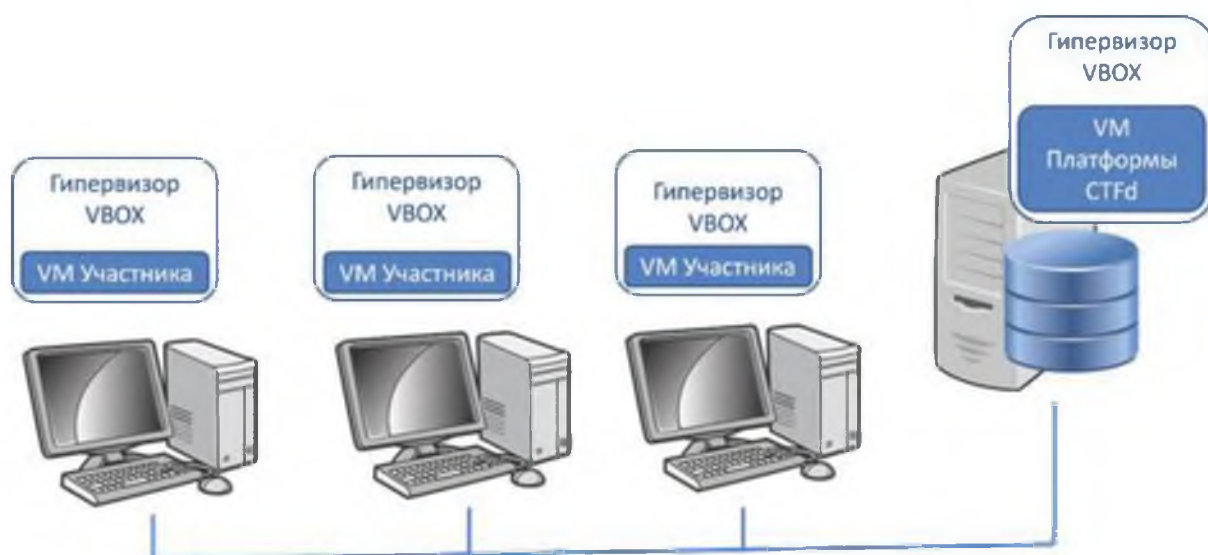 Гипервизор
VBOX
VM
Платформы
CTFd
Гипервизор
VBOX
VM Участника
Гипервизор
VBOX
VM Участника
Гипервизор
VBOX
VM Участника